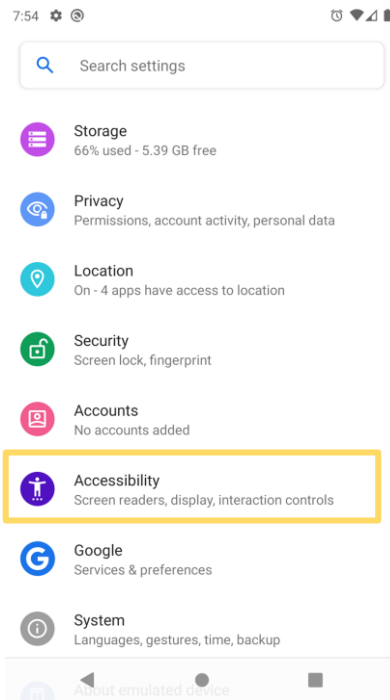 7:54
Search settings
Storage
66% used - 5.39 GB free
Privacy
Permissions, account activity, personal data
Location
On - 4 apps have access to location
Security
Screen lock, fingerprint
Accounts
No accounts added
Accessibility
Screen readers, display, interaction controls
Google
Services & preferences
System
Languages, gestures, time, backup
About emulated device